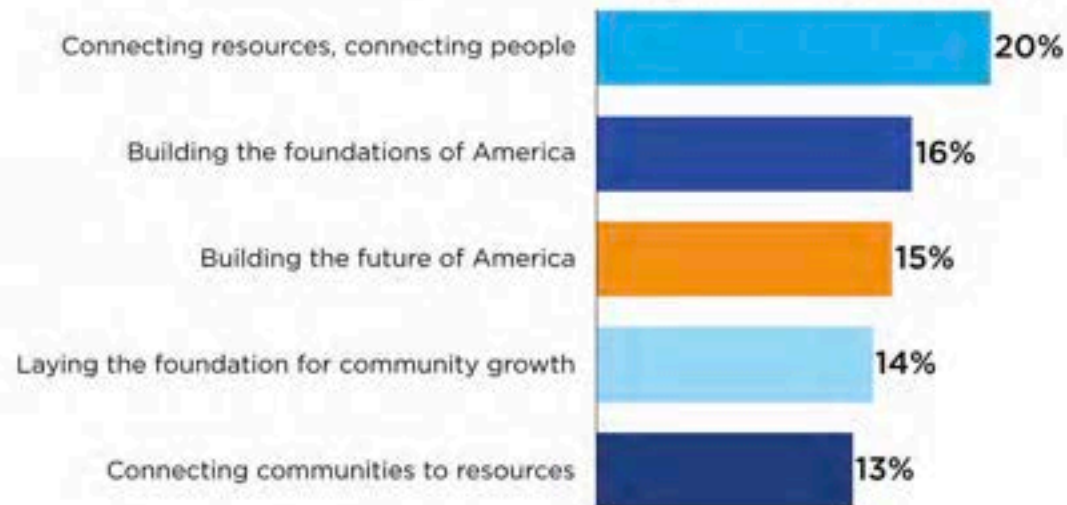 Connecting resources, connecting people 20%
Building the foundations of America 16%
Building the future of America 15%
Laying the foundation for community growth 14%
Connecting communities to resources 13%